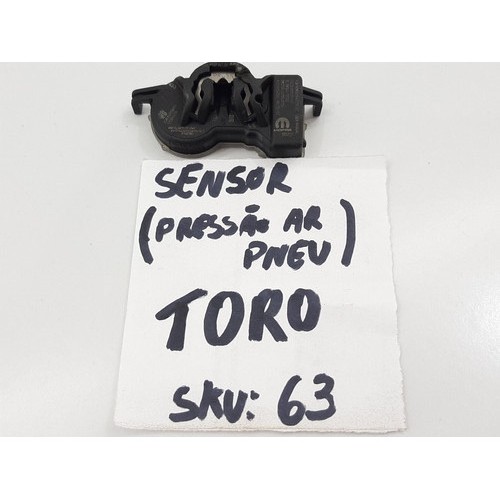 SENSOR
(PRESSÃO AR
PNEU)
TORO
SKU: 63